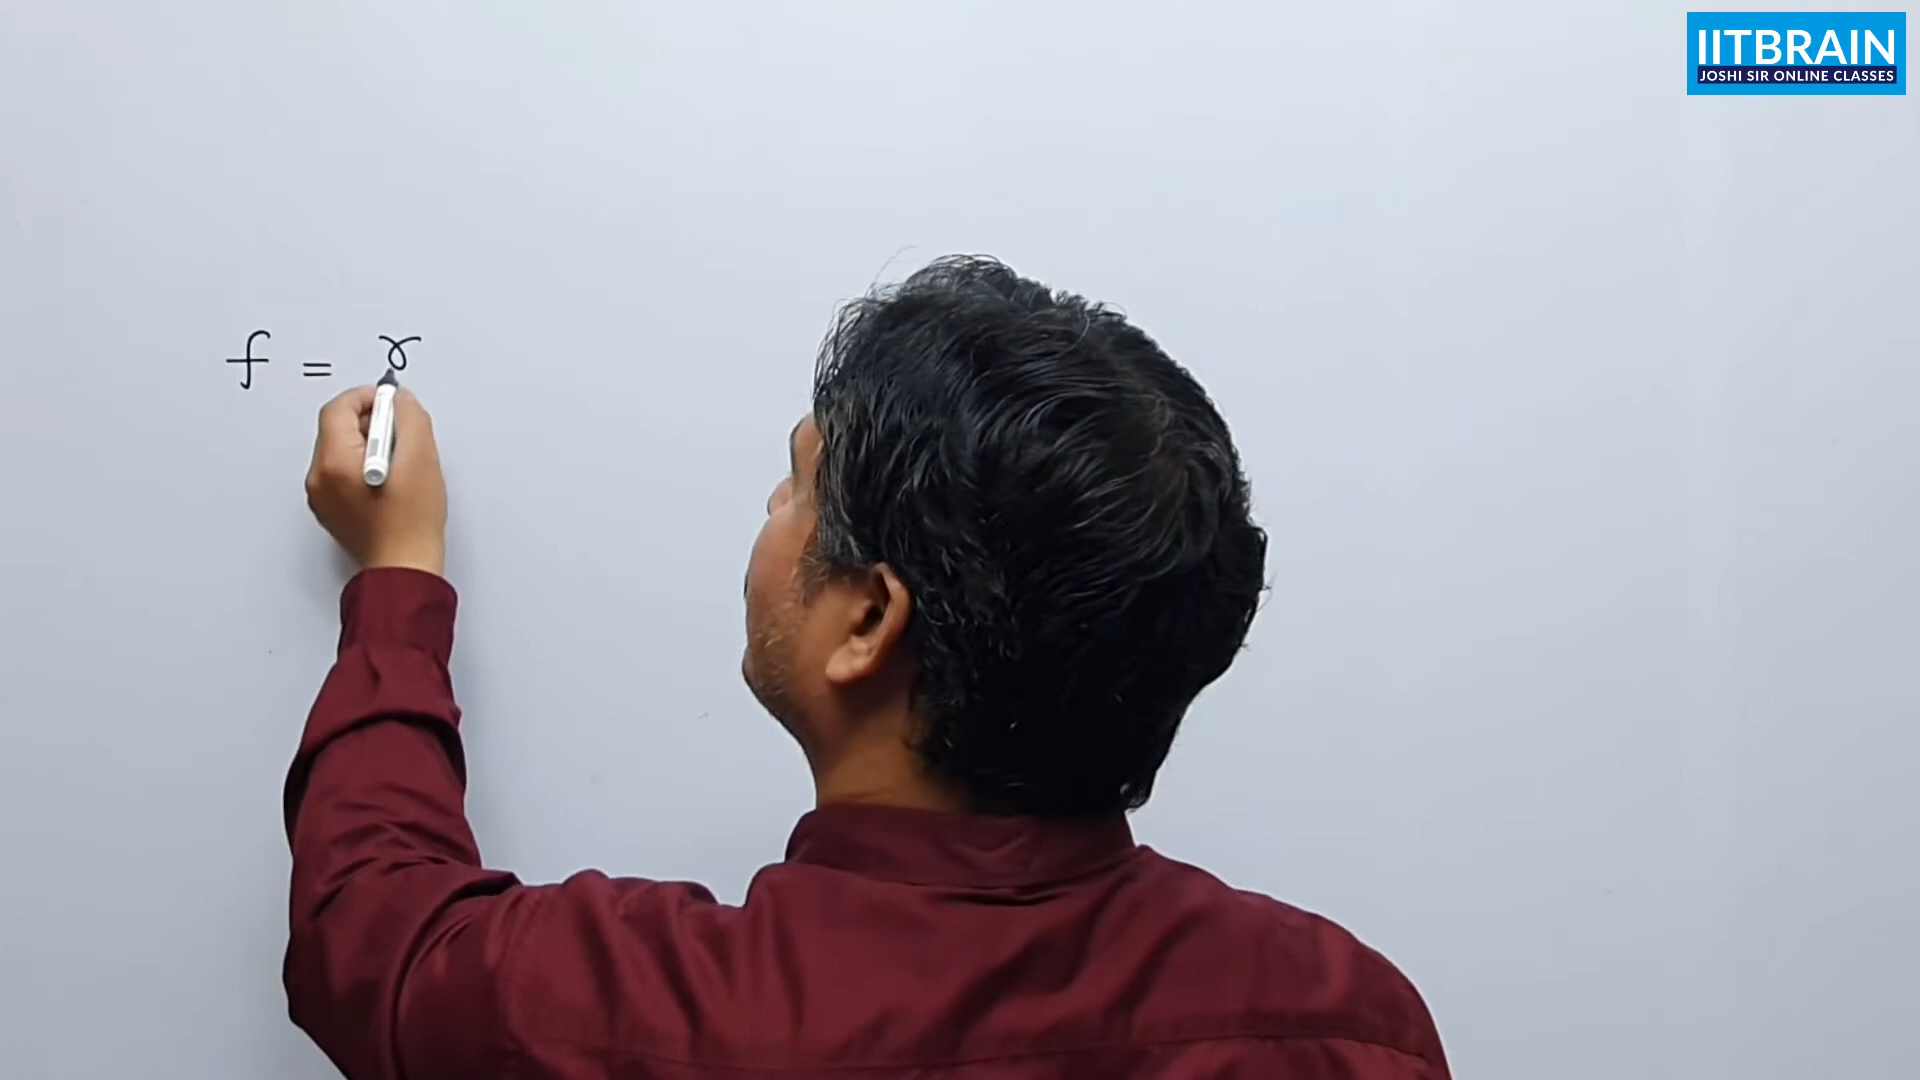 IITBRAIN
JOSHI SIR ONLINE CLASSES
f = r